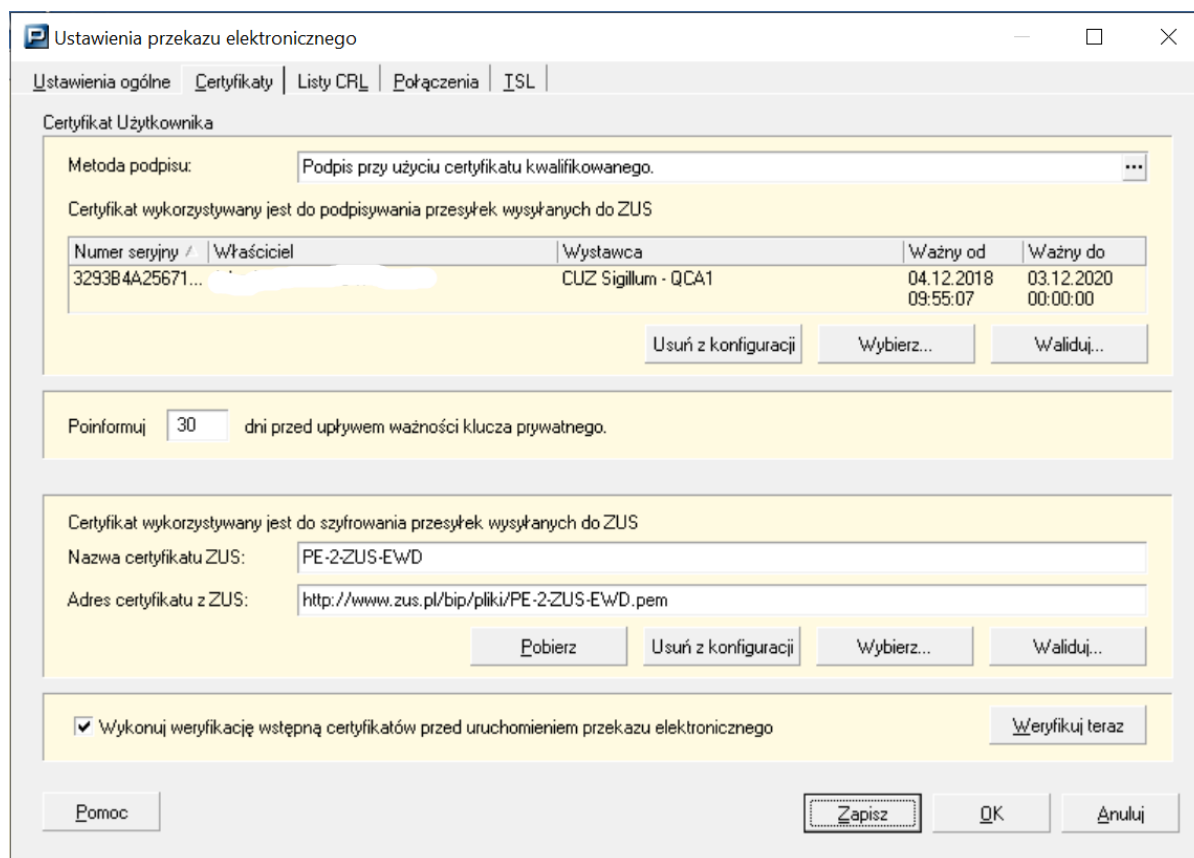 Ustawienia przekazu elektronicznego
Ustawienia ogólne Certyfikaty Listy CRL Połączenia TSL
Certyfikat Użytkownika
Metoda podpisu: Podpis przy użyciu certyfikatu kwalifikowanego. ...
Certyfikat wykorzystywany jest do podpisywania przesyłek wysyłanych do ZUS
Numer seryjny Właściciel Wystawca Ważny od Ważny do
3293B4A25671... CUZ Sigillum - QCA1 04.12.2018 03.12.2020
09:55:07 00:00:00
Usuń z konfiguracji Wybierz... Waliduj...
Poinformuj 30 dni przed upływem ważności klucza prywatnego.
Certyfikat wykorzystywany jest do szyfrowania przesyłek wysyłanych do ZUS
Nazwa certyfikatu ZUS: PE-2-ZUS-EWD
Adres certyfikatu z ZUS: http://www.zus.pl/bip/pliki/PE-2-ZUS-EWD.pem
Pobierz Usuń z konfiguracji Wybierz... Waliduj...
Wykonuj weryfikację wstępną certyfikatów przed uruchomieniem przekazu elektronicznego Weryfikuj teraz
Pomoc Zapisz OK Anuluj